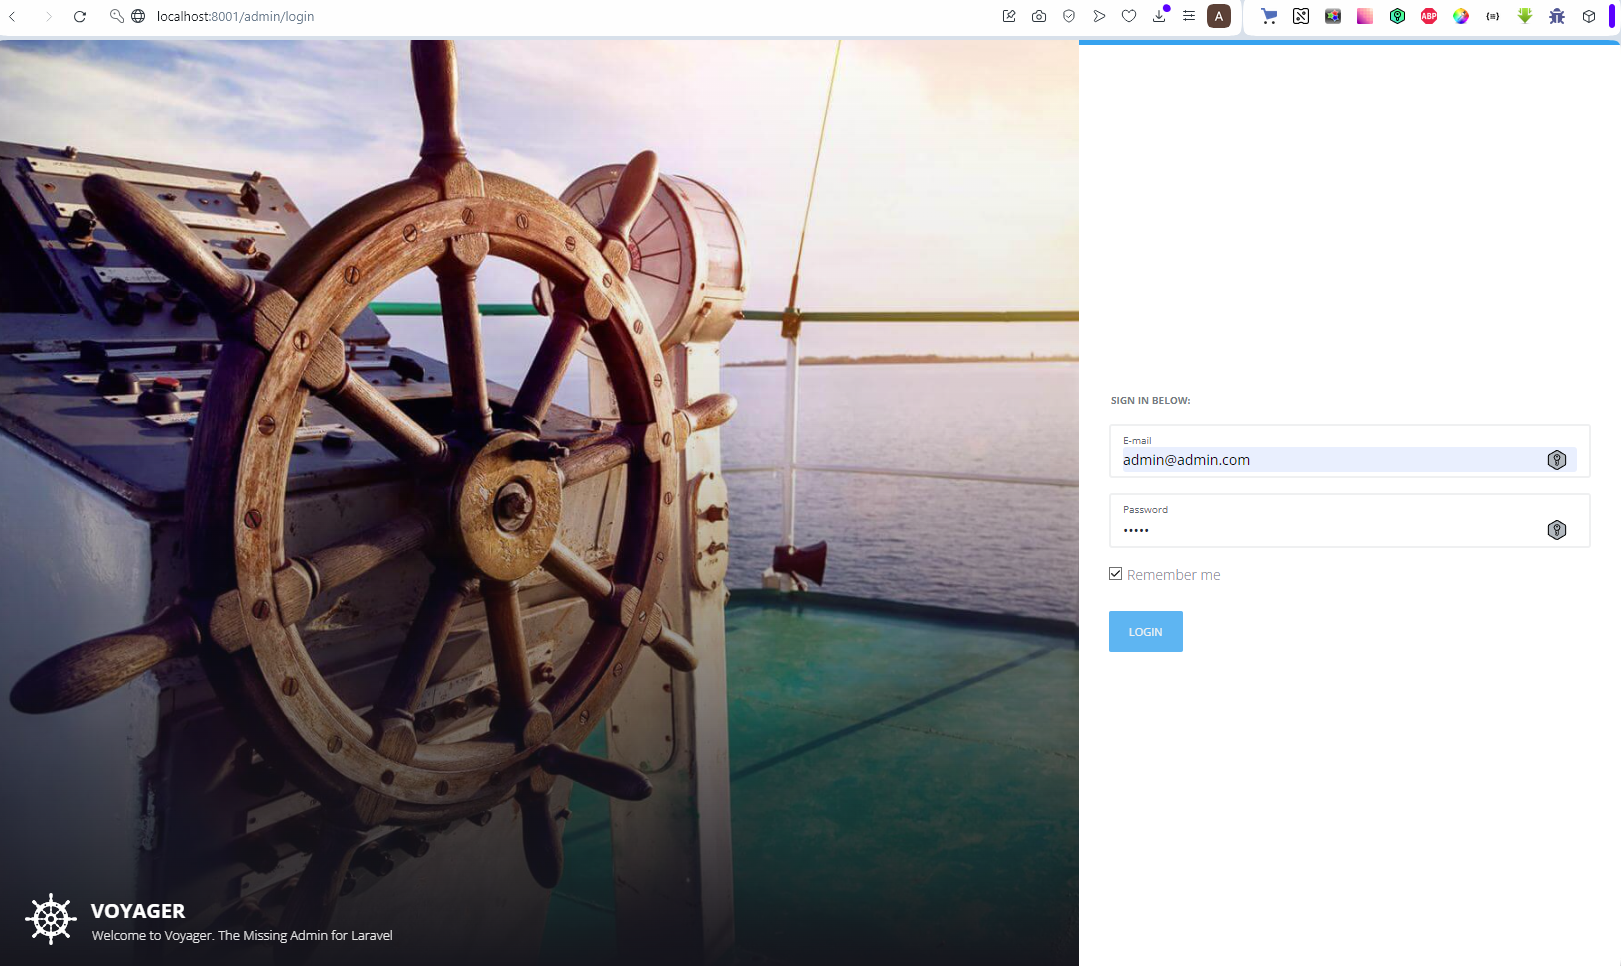 localhost:8001/admin/login
A
ABP
SIGN IN BELOW:
E-mail
admin@admin.com
Password
•••••
Remember me
LOGIN
VOYAGER
Welcome to Voyager. The Missing Admin for Laravel